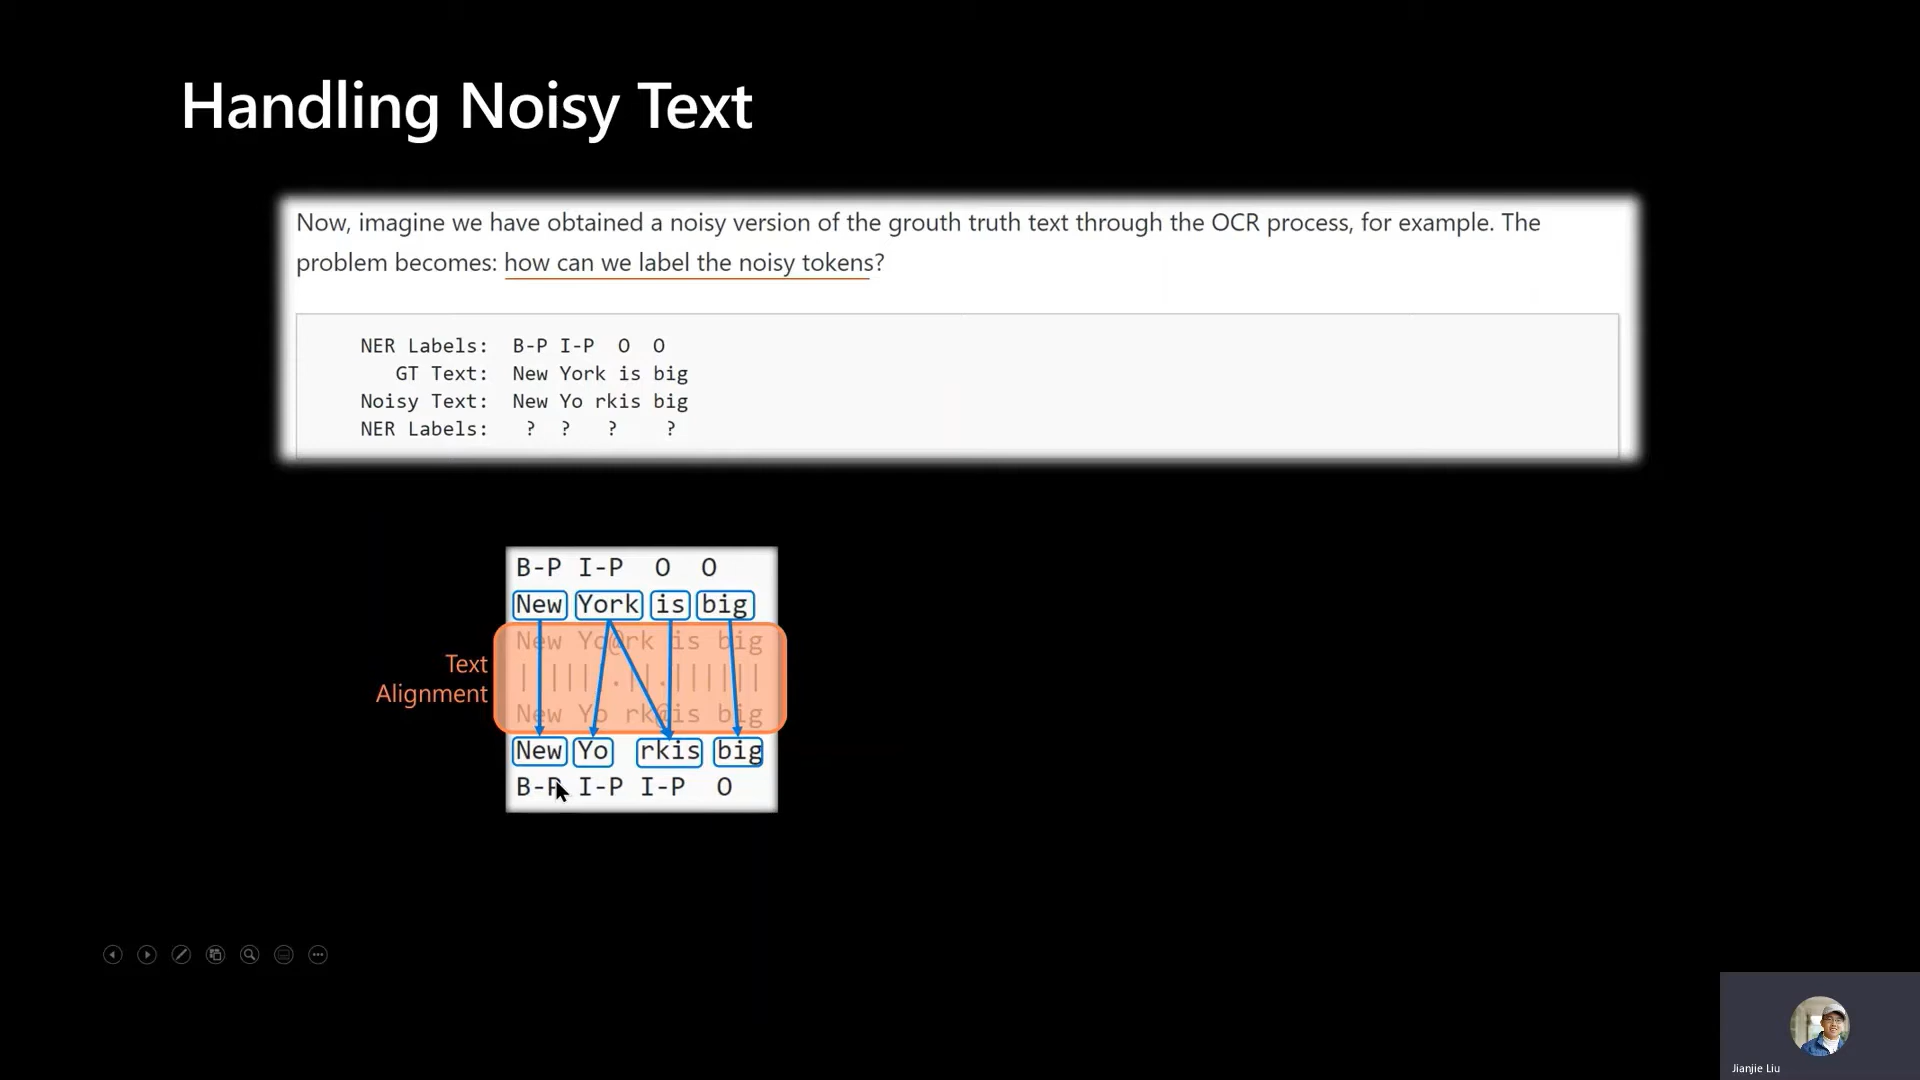 Handling Noisy Text
Now, imagine we have obtained a noisy version of the grouth truth text through the OCR process, for example. The
problem becomes: how can we label the noisy tokens?
NER Labels: B-P I-P O O
GT Text: New York is big
Noisy Text: New Yo rkis big
NER Labels: ? ? ? ?
B-P I-P O O
New York is big
New Yo@rk is big
||||||.||.||||||
New Yo rk@is big
Text
Alignment
New Yo rkis big
B-P I-P I-P O
Jianjie Liu